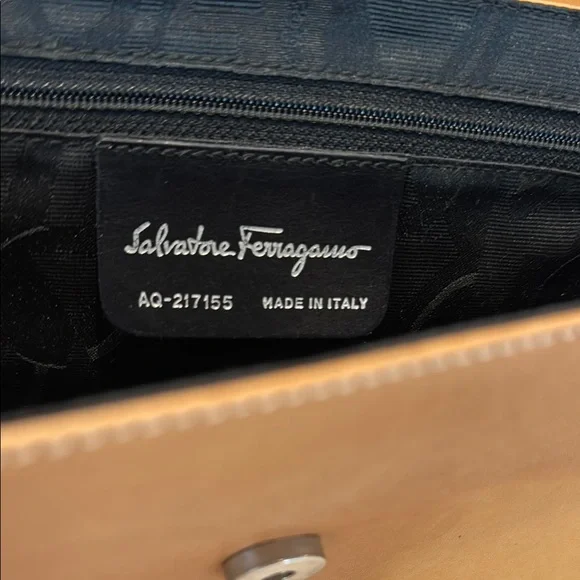 Salvatore Ferragamo
AQ-217155 MADE IN ITALY